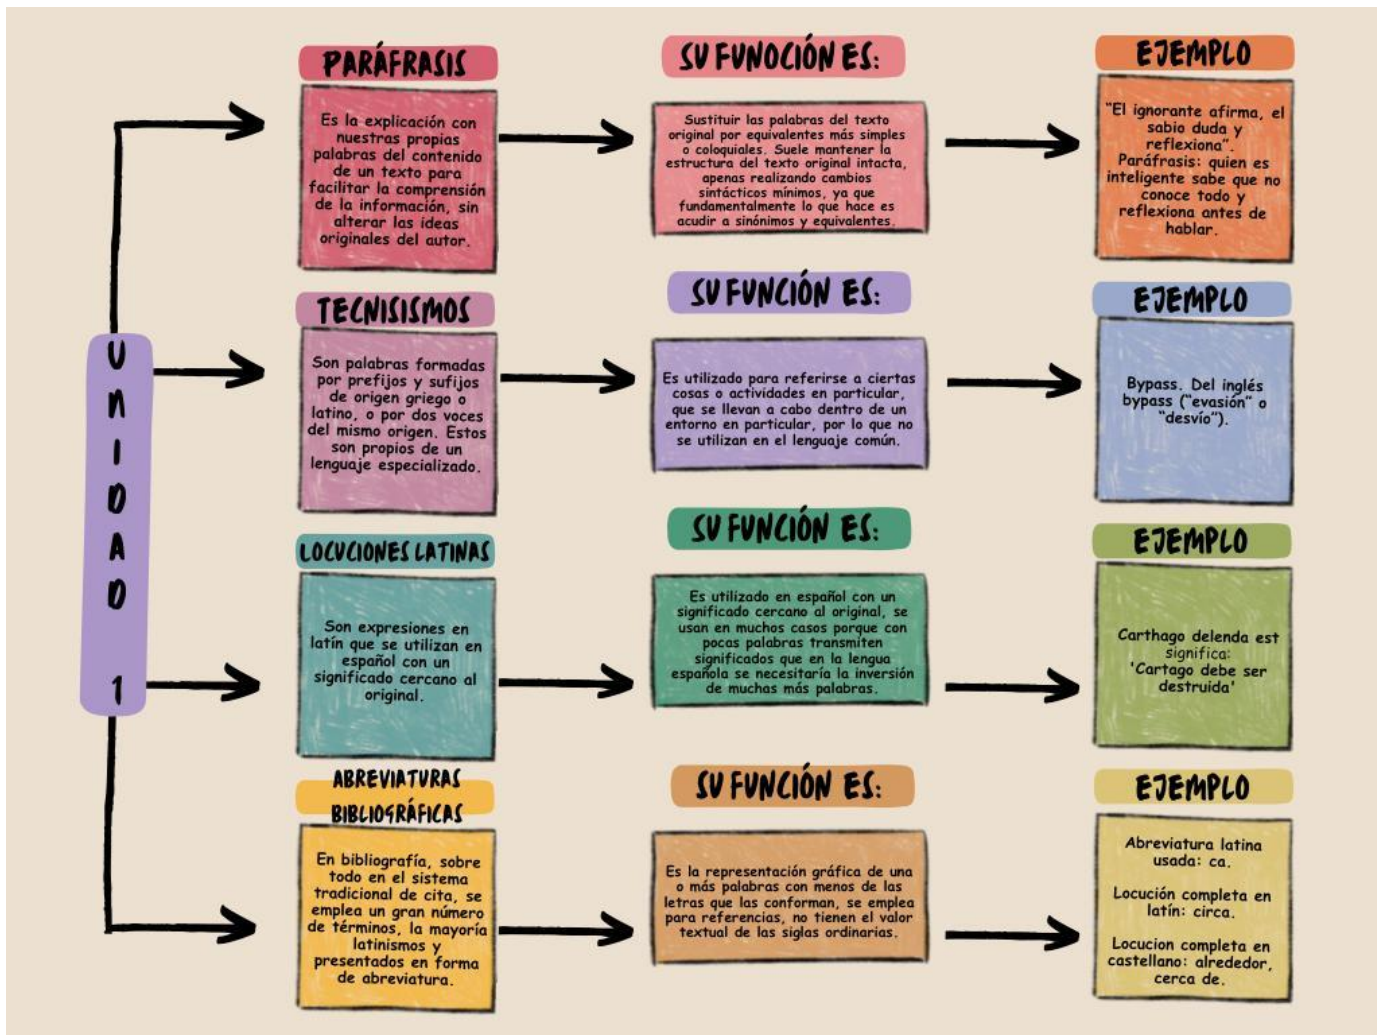 PARÁFRASIS
Es la explicación con
nuestras propias
palabras del contenido
de un texto para
facilitar la comprensión
de la información, sin
alterar las ideas
originales del autor.
SU FUNOCIÓN ES:
Sustituir las palabras del texto
original por equivalentes más simples
o coloquiales. Suele mantener la
estructura del texto original intacta,
apenas realizando cambios
sintácticos mínimos, ya que
fundamentalmente lo que hace es
acudir a sinónimos y equivalentes.
EJEMPLO
"El ignorante afirma, el
sabio duda y
reflexiona".
Paráfrasis: quien es
inteligente sabe que no
conoce todo y
reflexiona antes de
hablar.
UNIDAD 1
TECNISISMOS
Son palabras formadas
por prefijos y sufijos
de origen griego o
latino, o por dos voces
del mismo origen. Estos
son propios de un
lenguaje especializado.
SU FUNCIÓN ES:
Es utilizado para referirse a ciertas
cosas o actividades en particular,
que se llevan a cabo dentro de un
entorno en particular, por lo que no
se utilizan en el lenguaje común.
EJEMPLO
Bypass. Del inglés
bypass ("evasión" o
"desvío").
LOCUCIONES LATINAS
Son expresiones en
latín que se utilizan en
español con un
significado cercano al
original.
SU FUNCIÓN ES:
Es utilizado en español con un
significado cercano al original, se
usan en muchos casos porque con
pocas palabras transmiten
significados que en la lengua
española se necesitaría la inversión
de muchas más palabras.
EJEMPLO
Carthago delenda est
significa:
'Cartago debe ser
destruida'
ABREVIATURAS
BIBLIOGRÁFICAS
En bibliografía, sobre
todo en el sistema
tradicional de cita, se
emplea un gran número
de términos, la mayoría
latinismos y
presentados en forma
de abreviatura.
SU FUNCIÓN ES:
Es la representación gráfica de una
o más palabras con menos de las
letras que las conforman, se emplea
para referencias, no tienen el valor
textual de las siglas ordinarias.
EJEMPLO
Abreviatura latina
usada: ca.
Locución completa en
latín: circa.
Locucion completa en
castellano: alrededor,
cerca de.